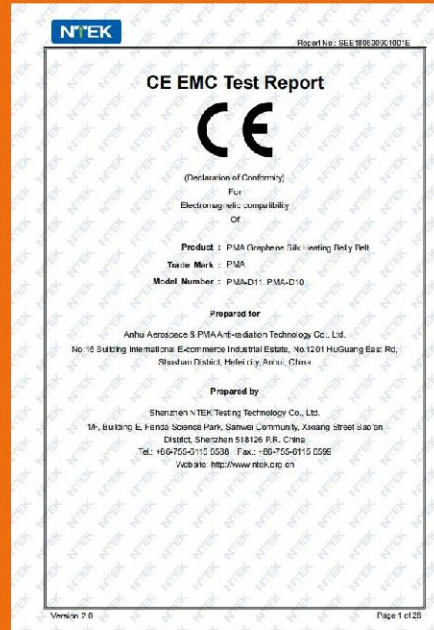 NTEK
Report No.: SEE180630901001E
CE EMC Test Report
CE
(Declaration of Conformity)
For
Electromagnetic compatibility
Of
Product : PMA Graphene Silk Heating Belly Belt
Trade Mark : PMA
Model Number : PMA-D11, PMA-D10
Prepared for
Anhui Aerospace & PMA Anti-radiation Technology Co., Ltd.
No.16 Building International E-commerce Industrial Estate, No.1201 HuGuang East Rd,
Shushan District, Hefei city, Anhui, China
Prepared by
Shenzhen NTEK Testing Technology Co., Ltd.
1/F, Building E, Fenda Science Park, Sanwei Community, Xixiang Street Bao'an
District, Shenzhen 518126 P.R. China
Tel.: +86-755-6115 6588 Fax.: +86-755-6115 6599
Website: http://www.ntek.org.cn
Version 2.0
Page 1 of 28